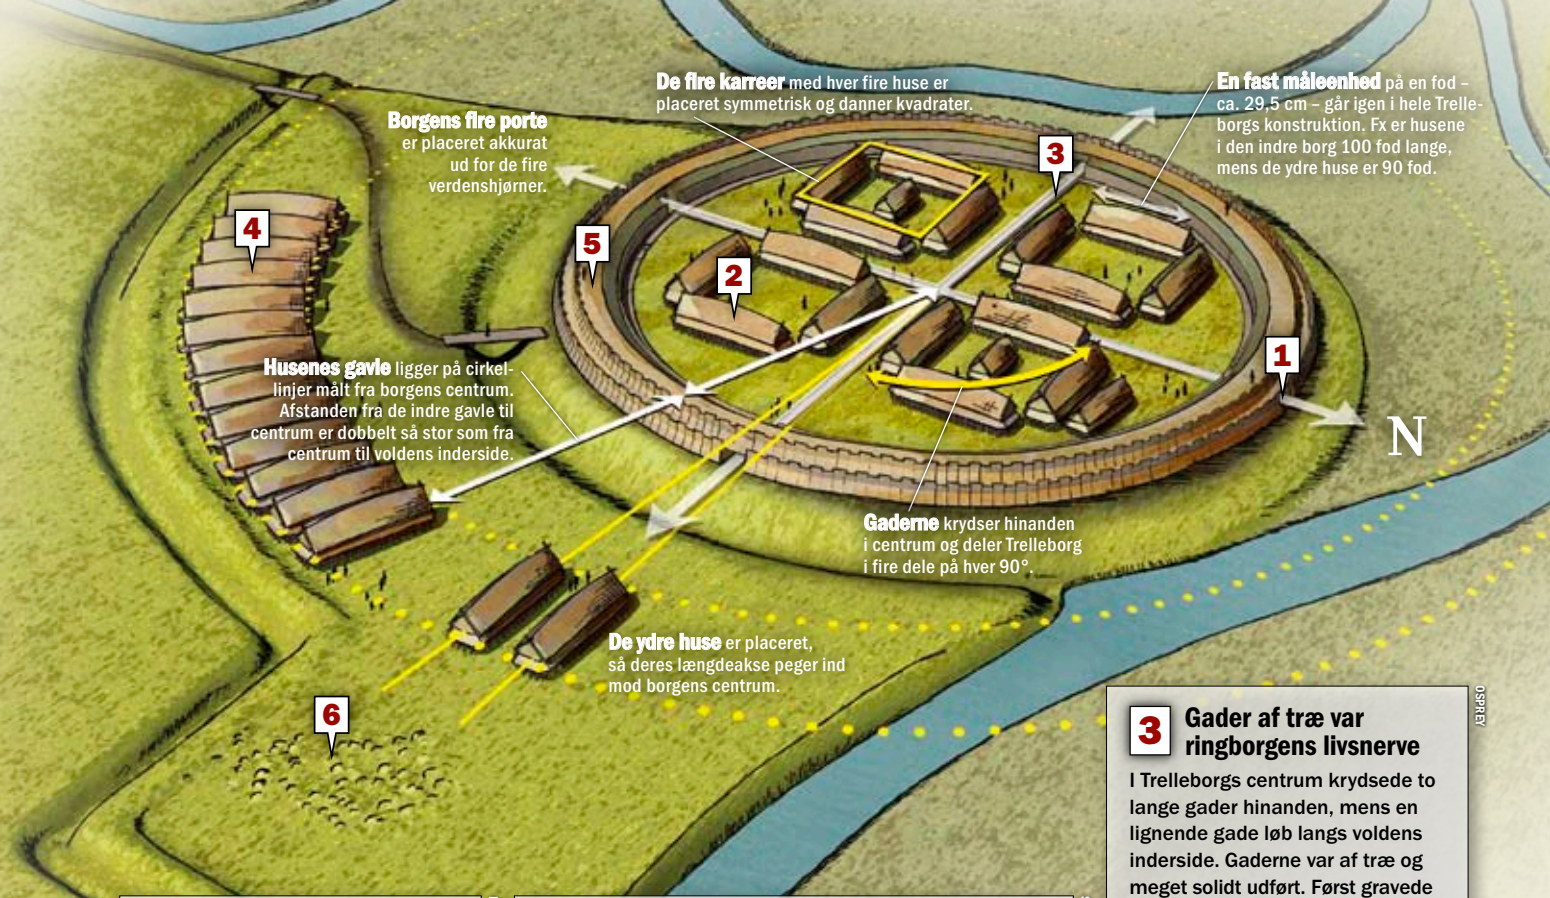 De fire karreer med hver fire huse er
placeret symmetrisk og danner kvadrater.
En fast måleenhed på en fod –
ca. 29,5 cm – går igen i hele Trelle-
borgs konstruktion. Fx er husene
i den indre borg 100 fod lange,
mens de ydre huse er 90 fod.
Borgens fire porte
er placeret akkurat
ud for de fire
verdenshjørner.
3
4
5
2
1
N
Husenes gavle ligger på cirkel-
linjer målt fra borgens centrum.
Afstanden fra de indre gavle til
centrum er dobbelt så stor som fra
centrum til voldens inderside.
Gaderne krydser hinanden
i centrum og deler Trelleborg
i fire dele på hver 90°.
De ydre huse er placeret,
så deres længdeakse peger ind
mod borgens centrum.
6
OSPREY
3 Gader af træ var
ringborgens livsnerve
I Trelleborgs centrum krydsede to
lange gader hinanden, mens en
lignende gade løb langs voldens
inderside. Gaderne var af træ og
meget solidt udført. Først gravede